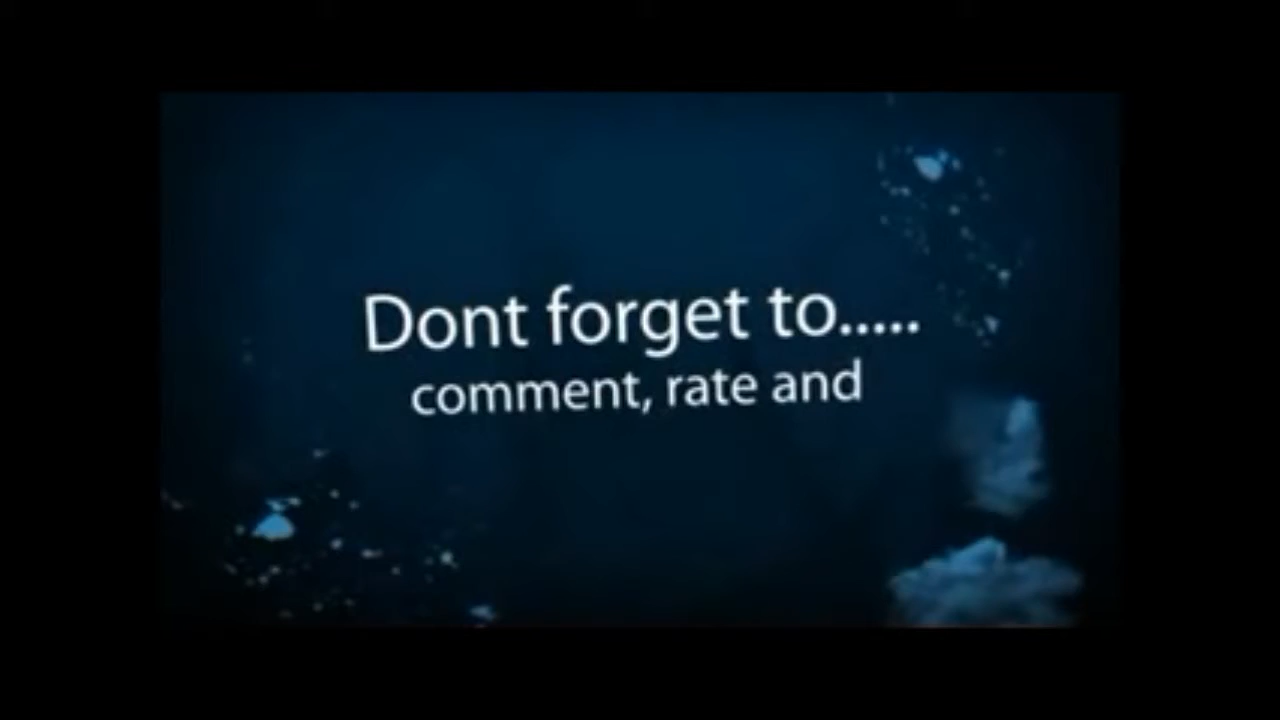 Dont forget to.....
comment, rate and